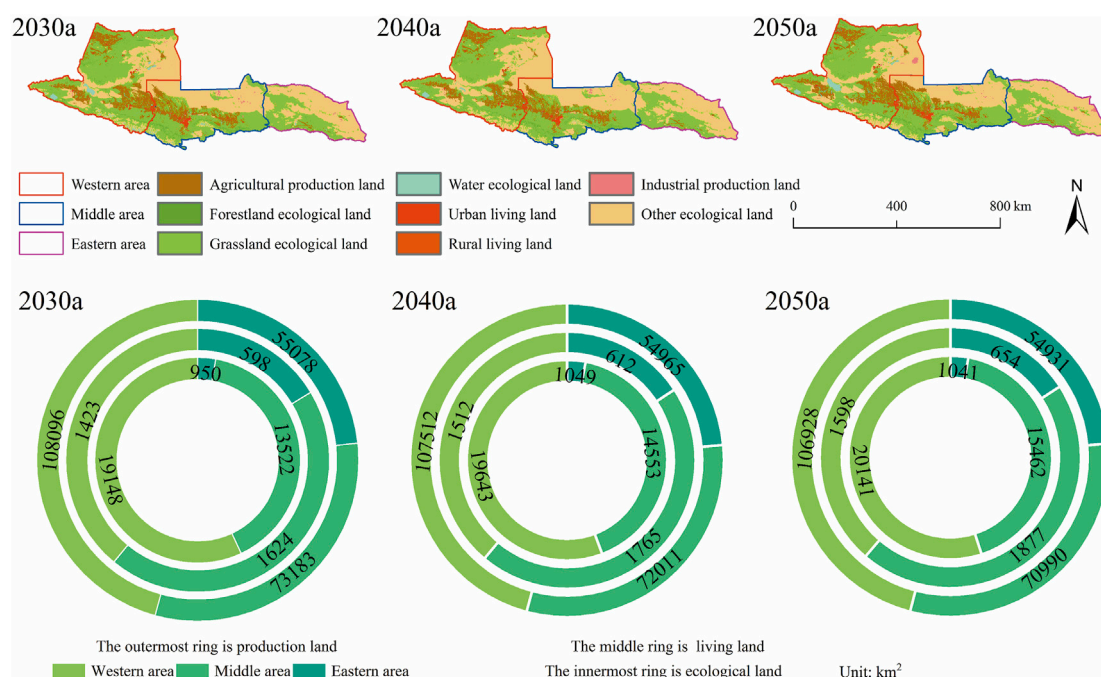 2030a
2040a
2050a
Western area
Agricultural production land
Water ecological land
Industrial production land
Middle area
Forestland ecological land
Urban living land
Other ecological land
Eastern area
Grassland ecological land
Rural living land
0 400 800 km
N
2030a
55078
598
950
108096
1423
19148
13522
1624
73183
2040a
54965
612
1049
107512
1512
19643
14553
1765
72011
2050a
54931
654
1041
106928
1598
20141
15462
1877
70990
The outermost ring is production land
The middle ring is living land
Western area Middle area Eastern area
The innermost ring is ecological land
Unit: km²